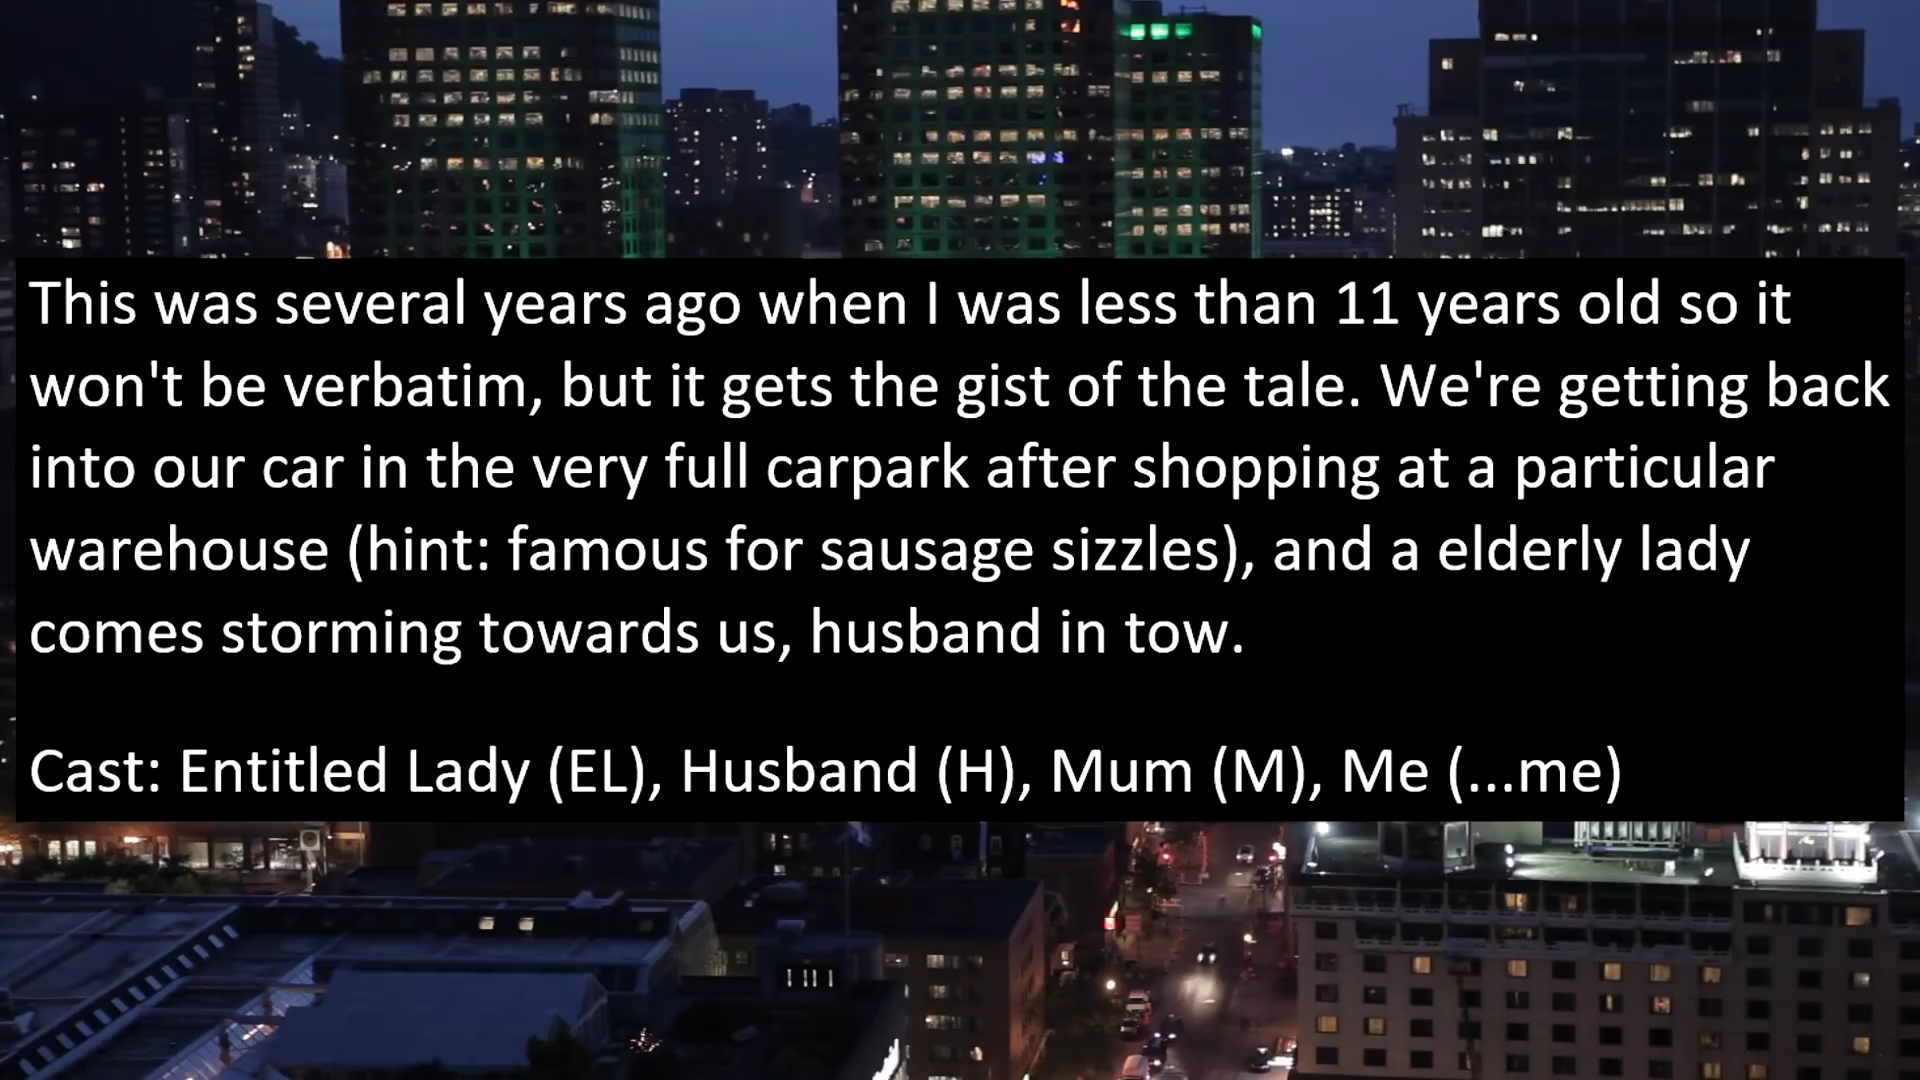 This was several years ago when I was less than 11 years old so it
won't be verbatim, but it gets the gist of the tale. We're getting back
into our car in the very full carpark after shopping at a particular
warehouse (hint: famous for sausage sizzles), and a elderly lady
comes storming towards us, husband in tow.
Cast: Entitled Lady (EL), Husband (H), Mum (M), Me (...me)